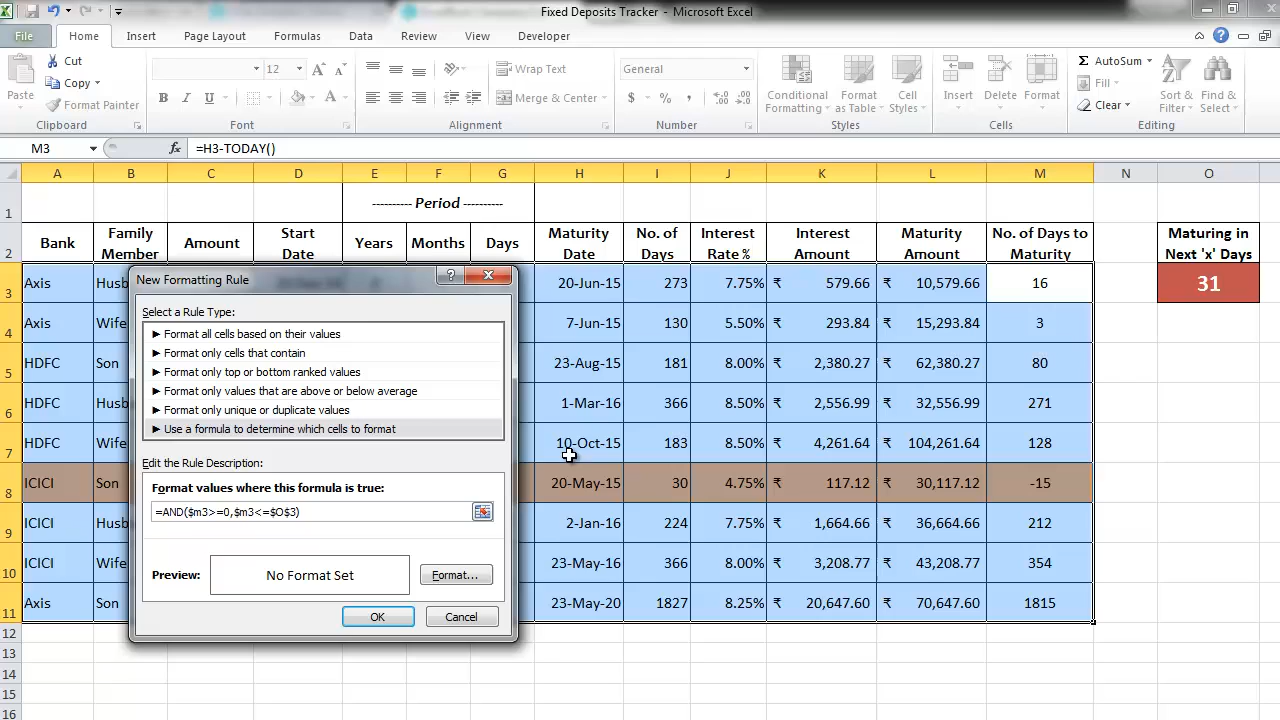 Fixed Deposits Tracker - Microsoft Excel
File Home Insert Page Layout Formulas Data Review View Developer
Cut
Copy
Format Painter
Paste
Clipboard
12
Font
Wrap Text
Merge & Center
Alignment
General
Number
Conditional Formatting
Format as Table
Cell Styles
Styles
Insert Delete Format
Cells
AutoSum
Fill
Clear
Sort & Filter
Find & Select
Editing
M3 fx =H3-TODAY()
A B C D E F G H I J K L M N O
1 ---------- Period ----------
2 Bank Family Member Amount Start Date Years Months Days Maturity Date No. of Days Interest Rate % Interest Amount Maturity Amount No. of Days to Maturity Maturing in Next 'x' Days
3 Axis 20-Jun-15 273 7.75% ₹ 579.66 ₹ 10,579.66 16 31
4 Axis Wife 7-Jun-15 130 5.50% ₹ 293.84 ₹ 15,293.84 3
5 HDFC Son 23-Aug-15 181 8.00% ₹ 2,380.27 ₹ 62,380.27 80
6 HDFC 1-Mar-16 366 8.50% ₹ 2,556.99 ₹ 32,556.99 271
7 HDFC Wife 10-Oct-15 183 8.50% ₹ 4,261.64 ₹ 104,261.64 128
8 ICICI Son 20-May-15 30 4.75% ₹ 117.12 ₹ 30,117.12 -15
9 ICICI 2-Jan-16 224 7.75% ₹ 1,664.66 ₹ 36,664.66 212
10 ICICI Wife 23-May-16 366 8.00% ₹ 3,208.77 ₹ 64,208.77 354
11 Axis Son 23-May-20 1827 8.25% ₹ 20,647.60 ₹ 70,647.60 1815
12
13
14
15
16
New Formatting Rule
Select a Rule Type:
► Format all cells based on their values
► Format only cells that contain
► Format only top or bottom ranked values
► Format only values that are above or below average
► Format only unique or duplicate values
► Use a formula to determine which cells to format
Edit the Rule Description:
Format values where this formula is true:
=AND($m3>=0,$m3<=$O$3)
Preview: No Format Set Format...
OK Cancel